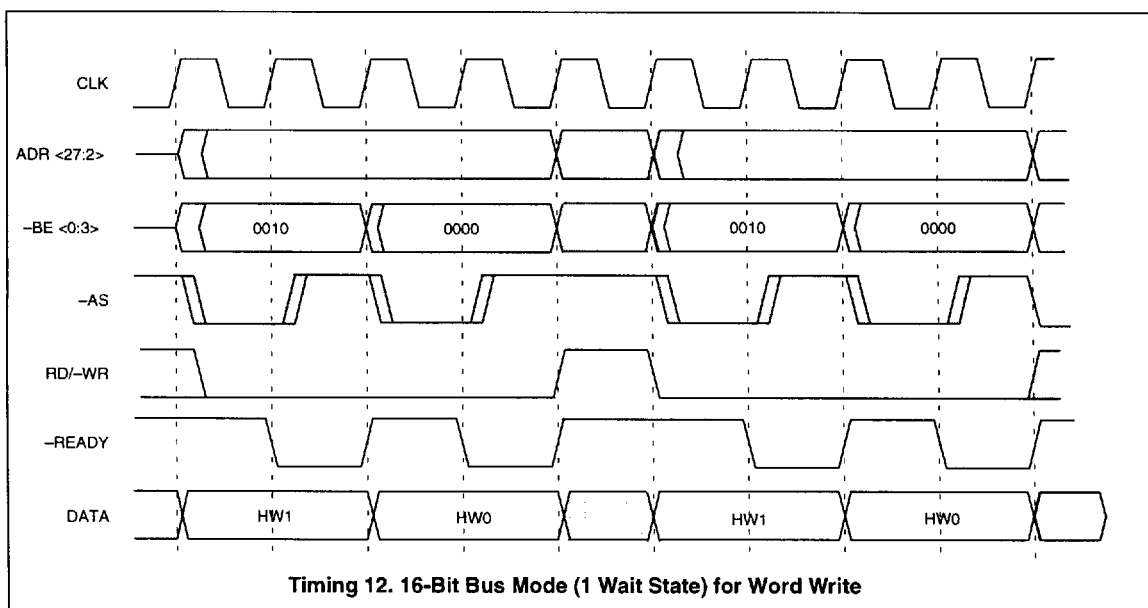 CLK
ADR <27:2>
–BE <0:3> 0010 0000 0010 0000
–AS
RD/–WR
–READY
DATA HW1 HW0 HW1 HW0
Timing 12. 16-Bit Bus Mode (1 Wait State) for Word Write